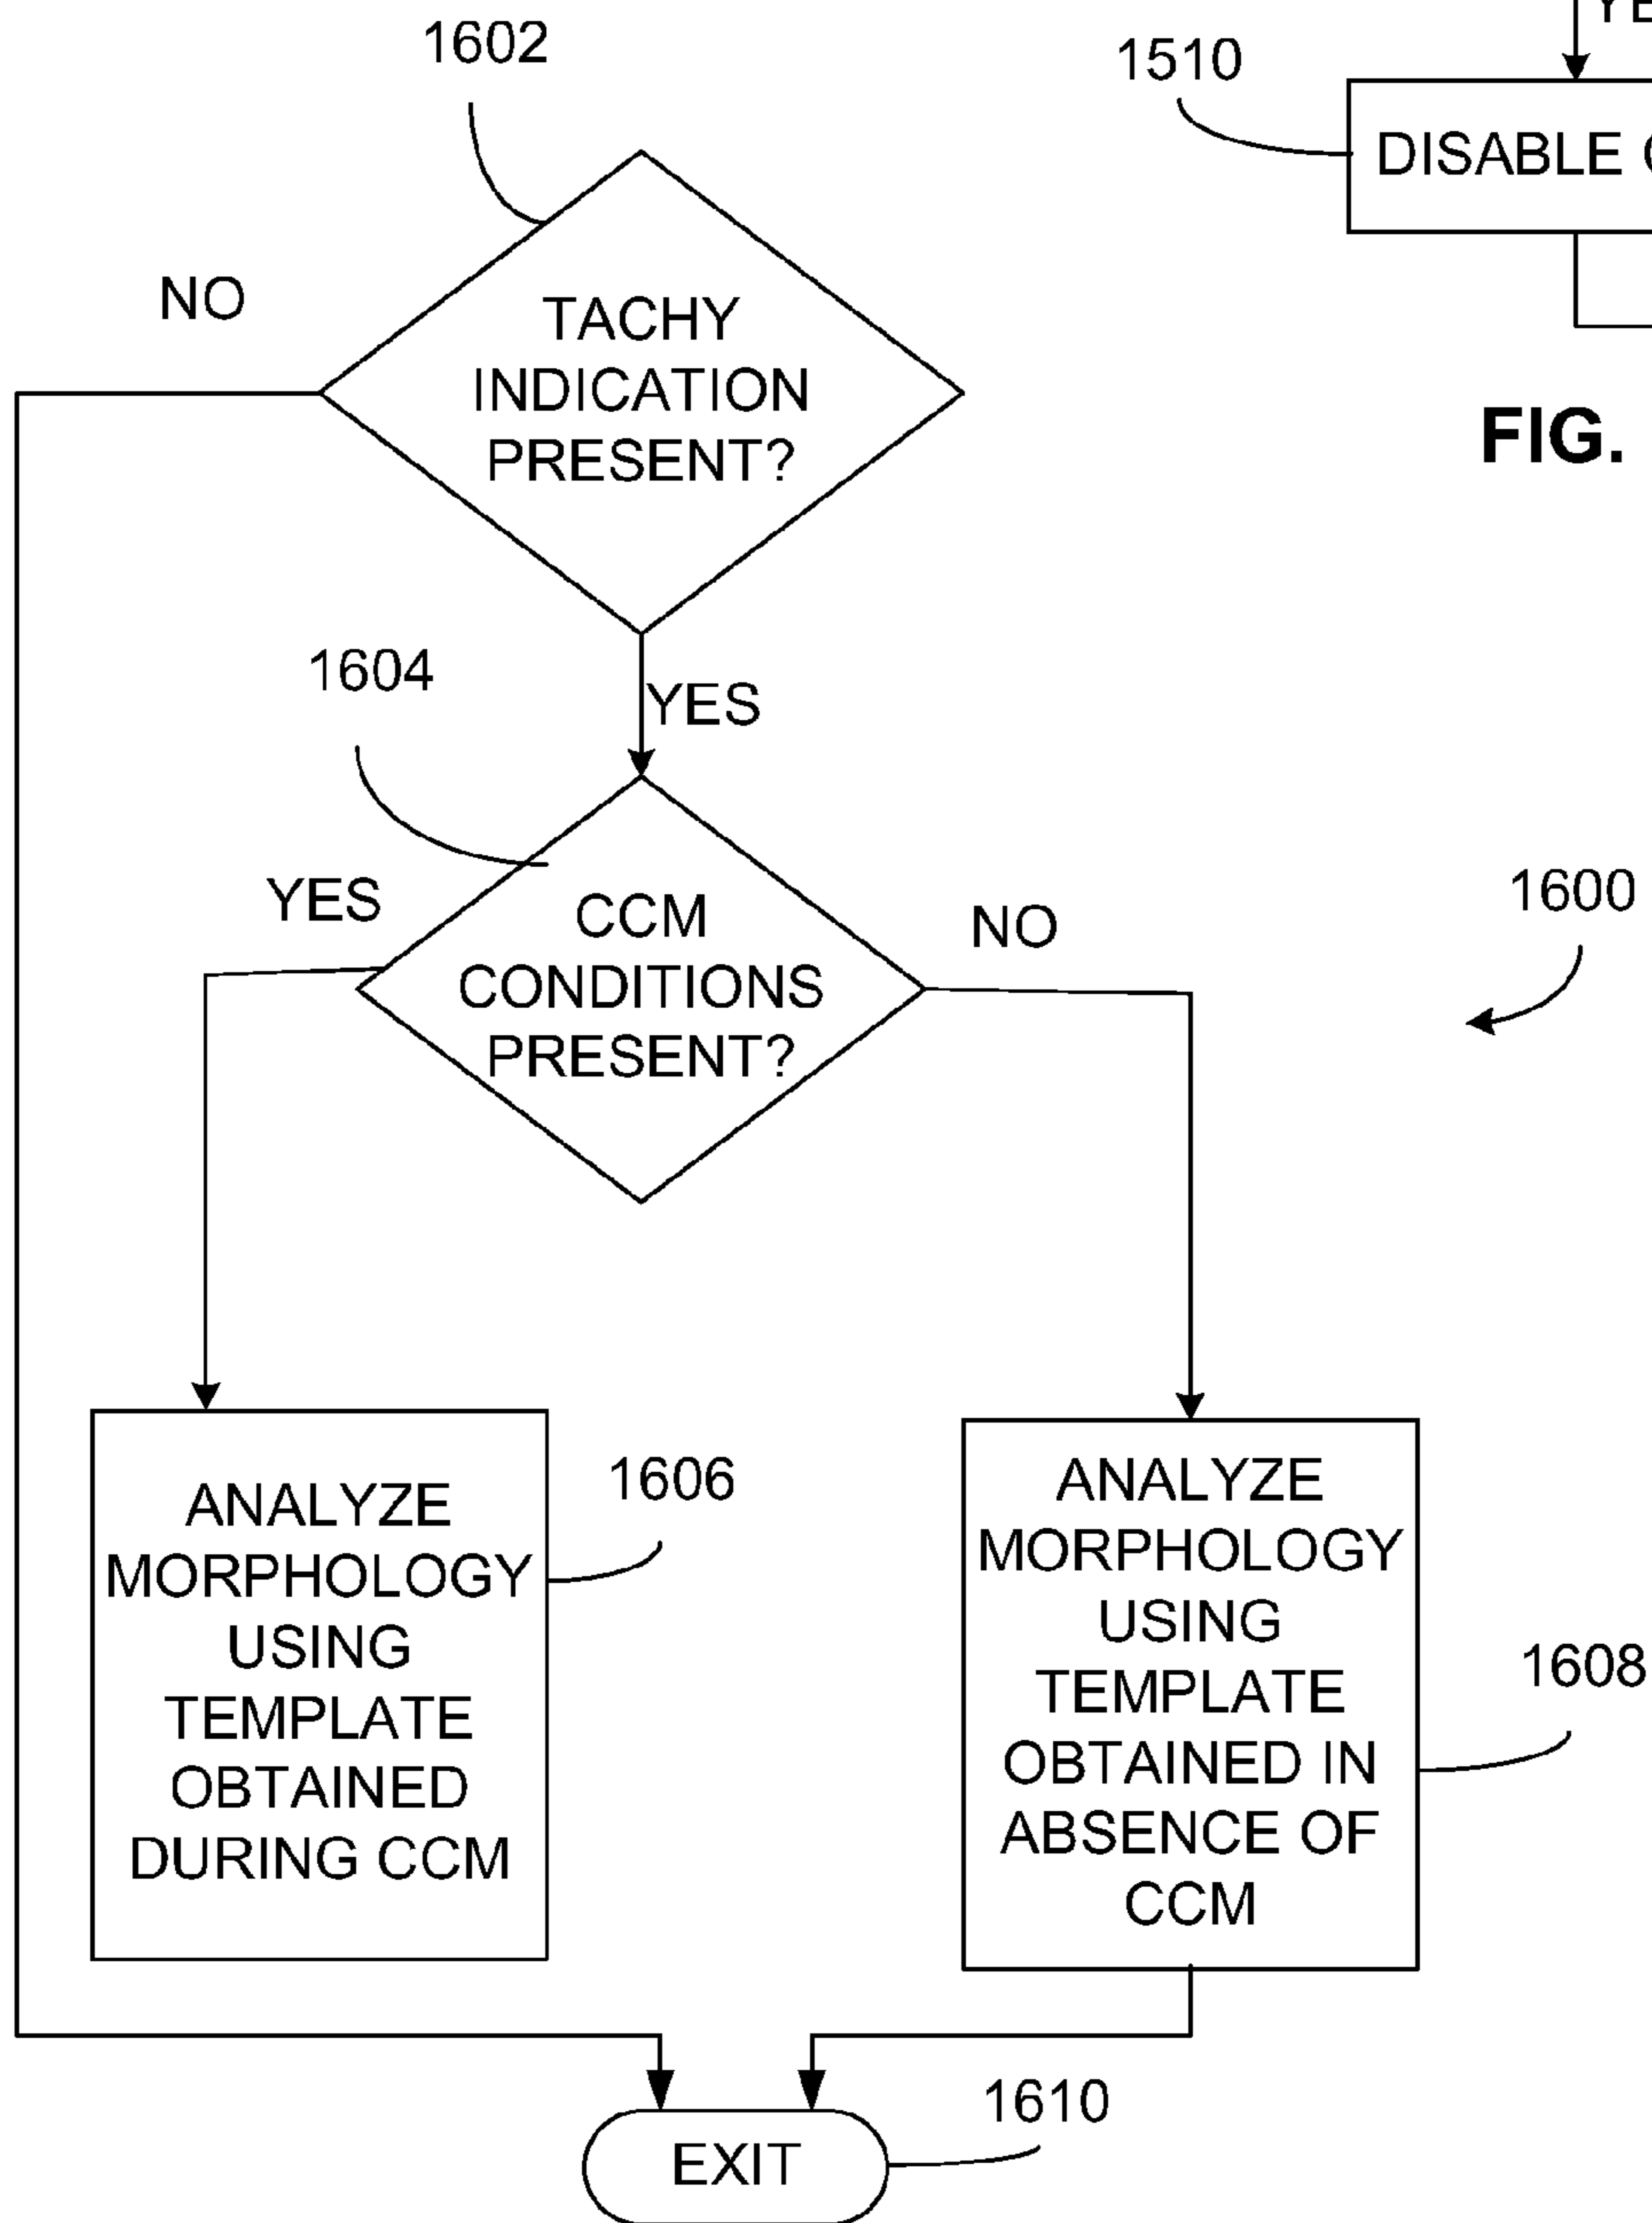 1602
1510
DISABLE
NO
TACHY
INDICATION
PRESENT?
FIG.
1604
YES
YES
CCM
CONDITIONS
PRESENT?
NO
1600
ANALYZE
MORPHOLOGY
USING
TEMPLATE
OBTAINED
DURING CCM
1606
ANALYZE
MORPHOLOGY
USING
TEMPLATE
OBTAINED IN
ABSENCE OF
CCM
1608
1610
EXIT